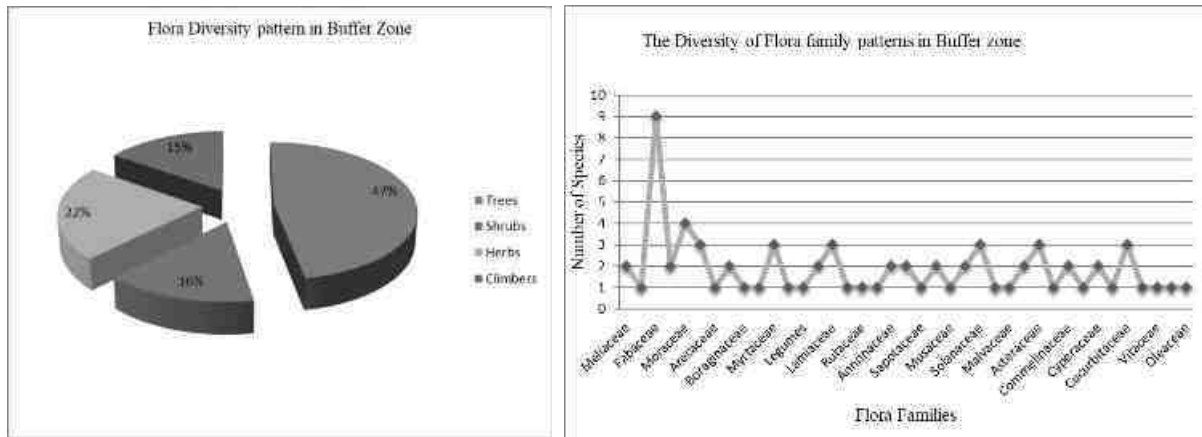 Flora Diversity pattern in Buffer Zone
15%
47%
22%
16%
Trees
Shrubs
Herbs
Climbers
The Diversity of Flora family patterns in Buffer zone
Number of Species
10
9
8
7
6
5
4
3
2
1
0
Meliaceae
Fabaceae
Moraceae
Arecaceae
Boraginaceae
Myrtaceae
Legumes
Lamiaceae
Rutaceae
Annonaceae
Sapotaceae
Musaceae
Solanaceae
Malvaceae
Asteraceae
Commelinaceae
Cyperaceae
Cucurbitaceae
Vitaceae
Oleaceae
Flora Families